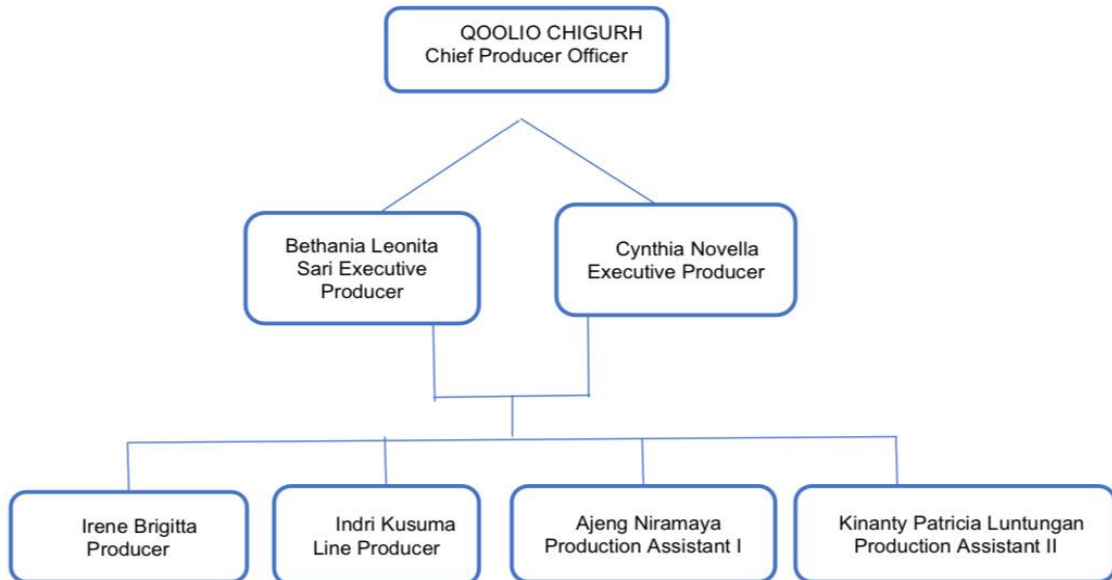 QOOLIO CHIGURH
Chief Producer Officer
Bethania Leonita
Sari Executive
Producer
Cynthia Novella
Executive Producer
Irene Brigitta
Producer
Indri Kusuma
Line Producer
Ajeng Niramaya
Production Assistant I
Kinanty Patricia Luntungan
Production Assistant II